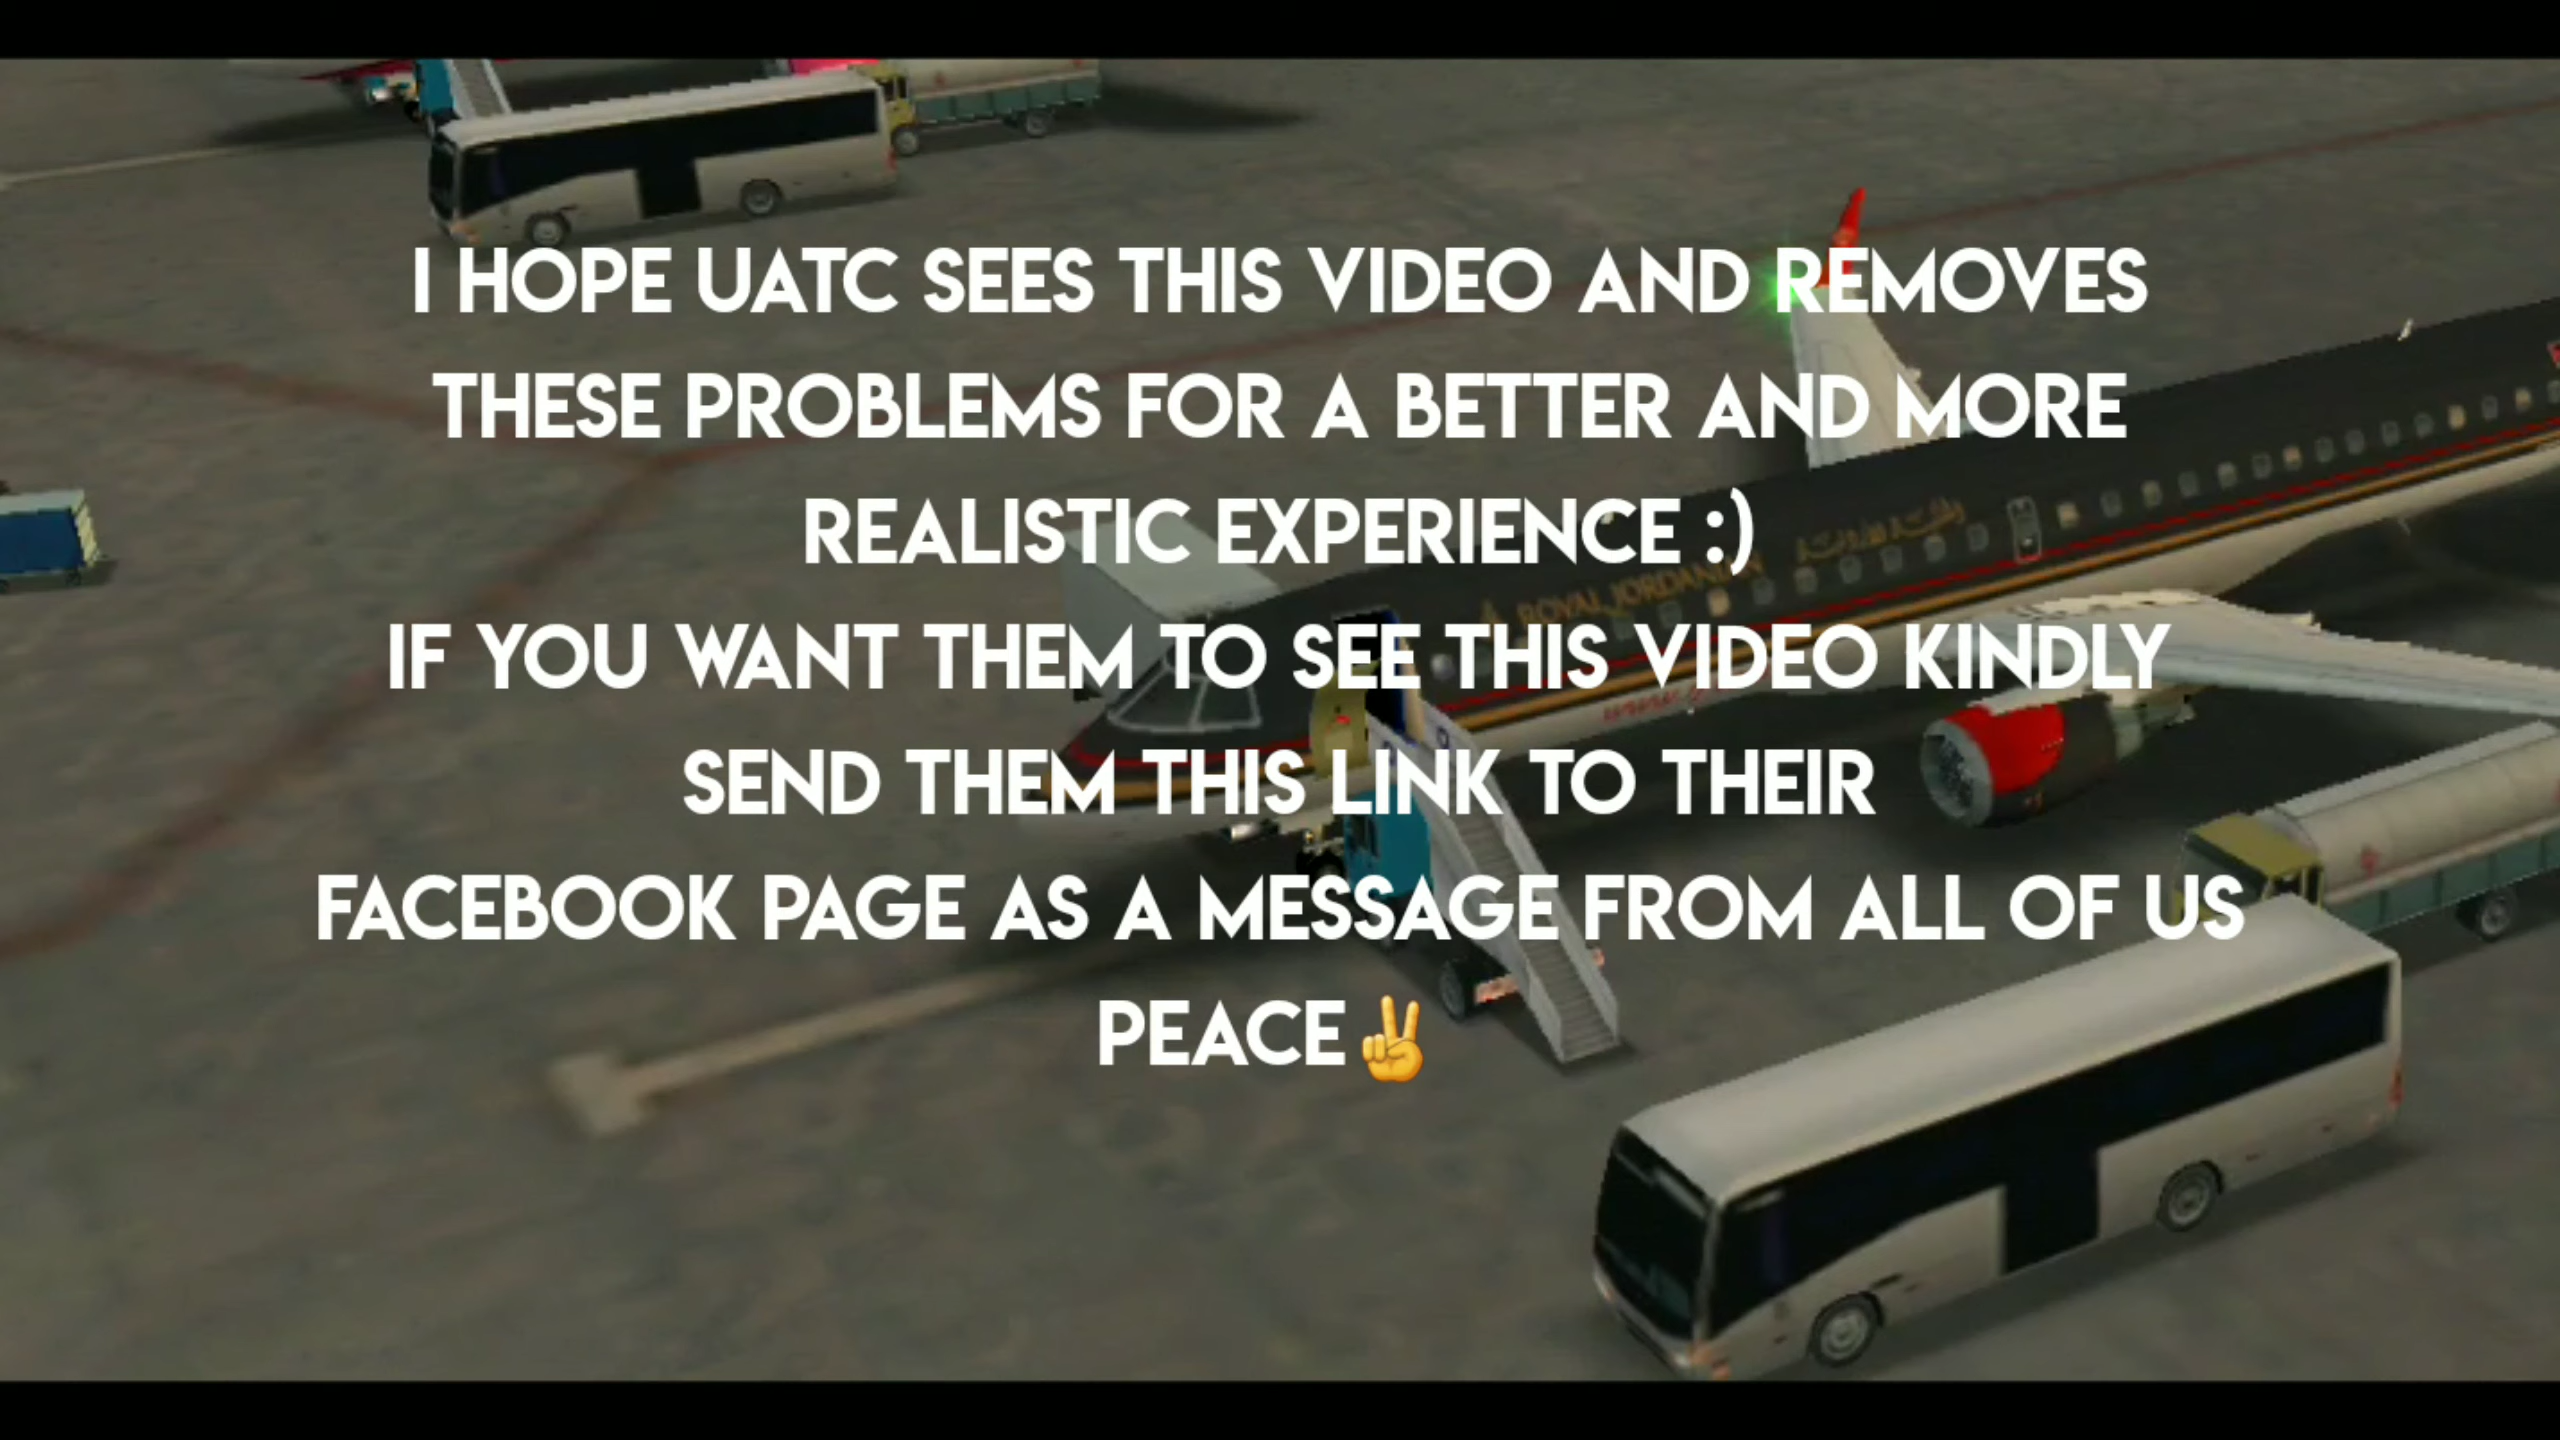 I HOPE UATC SEES THIS VIDEO AND REMOVES
THESE PROBLEMS FOR A BETTER AND MORE
REALISTIC EXPERIENCE :)
IF YOU WANT THEM TO SEE THIS VIDEO KINDLY
SEND THEM THIS LINK TO THEIR
FACEBOOK PAGE AS A MESSAGE FROM ALL OF US
PEACE✌
ROYAL JORDANIAN